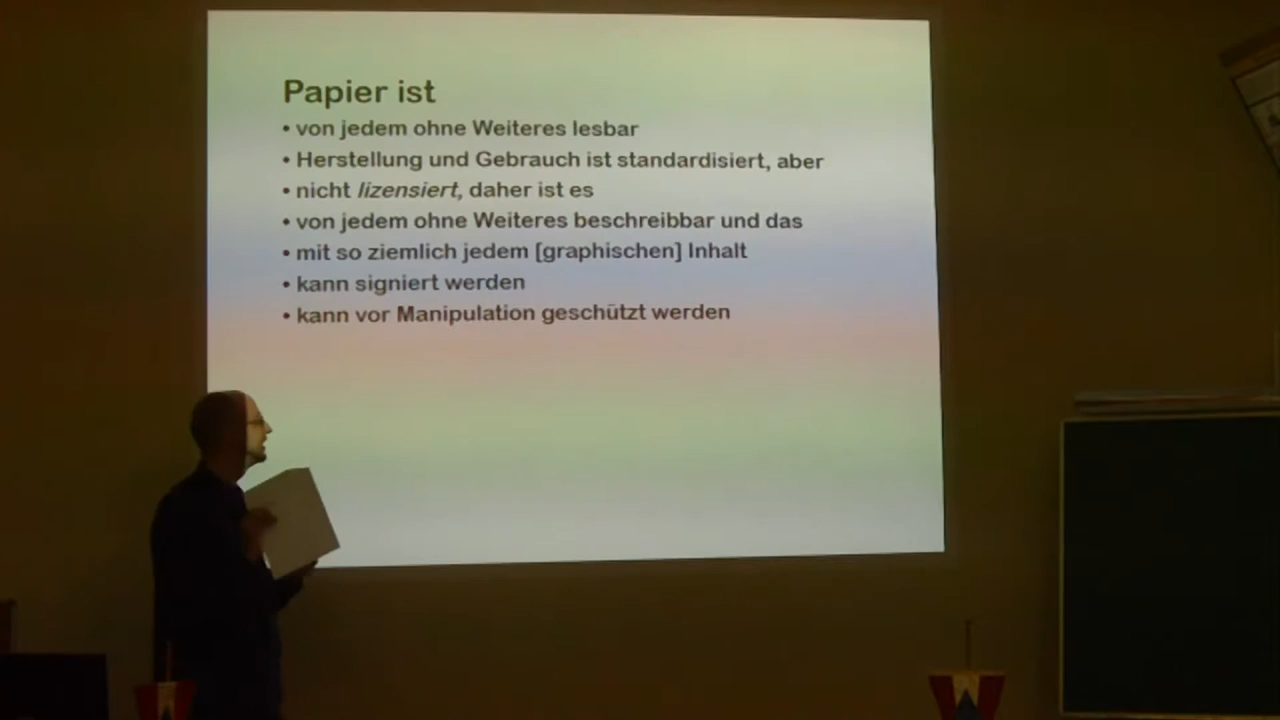 Papier ist
• von jedem ohne Weiteres lesbar
• Herstellung und Gebrauch ist standardisiert, aber
• nicht lizensiert, daher ist es
• von jedem ohne Weiteres beschreibbar und das
• mit so ziemlich jedem [graphischen] Inhalt
• kann signiert werden
• kann vor Manipulation geschützt werden